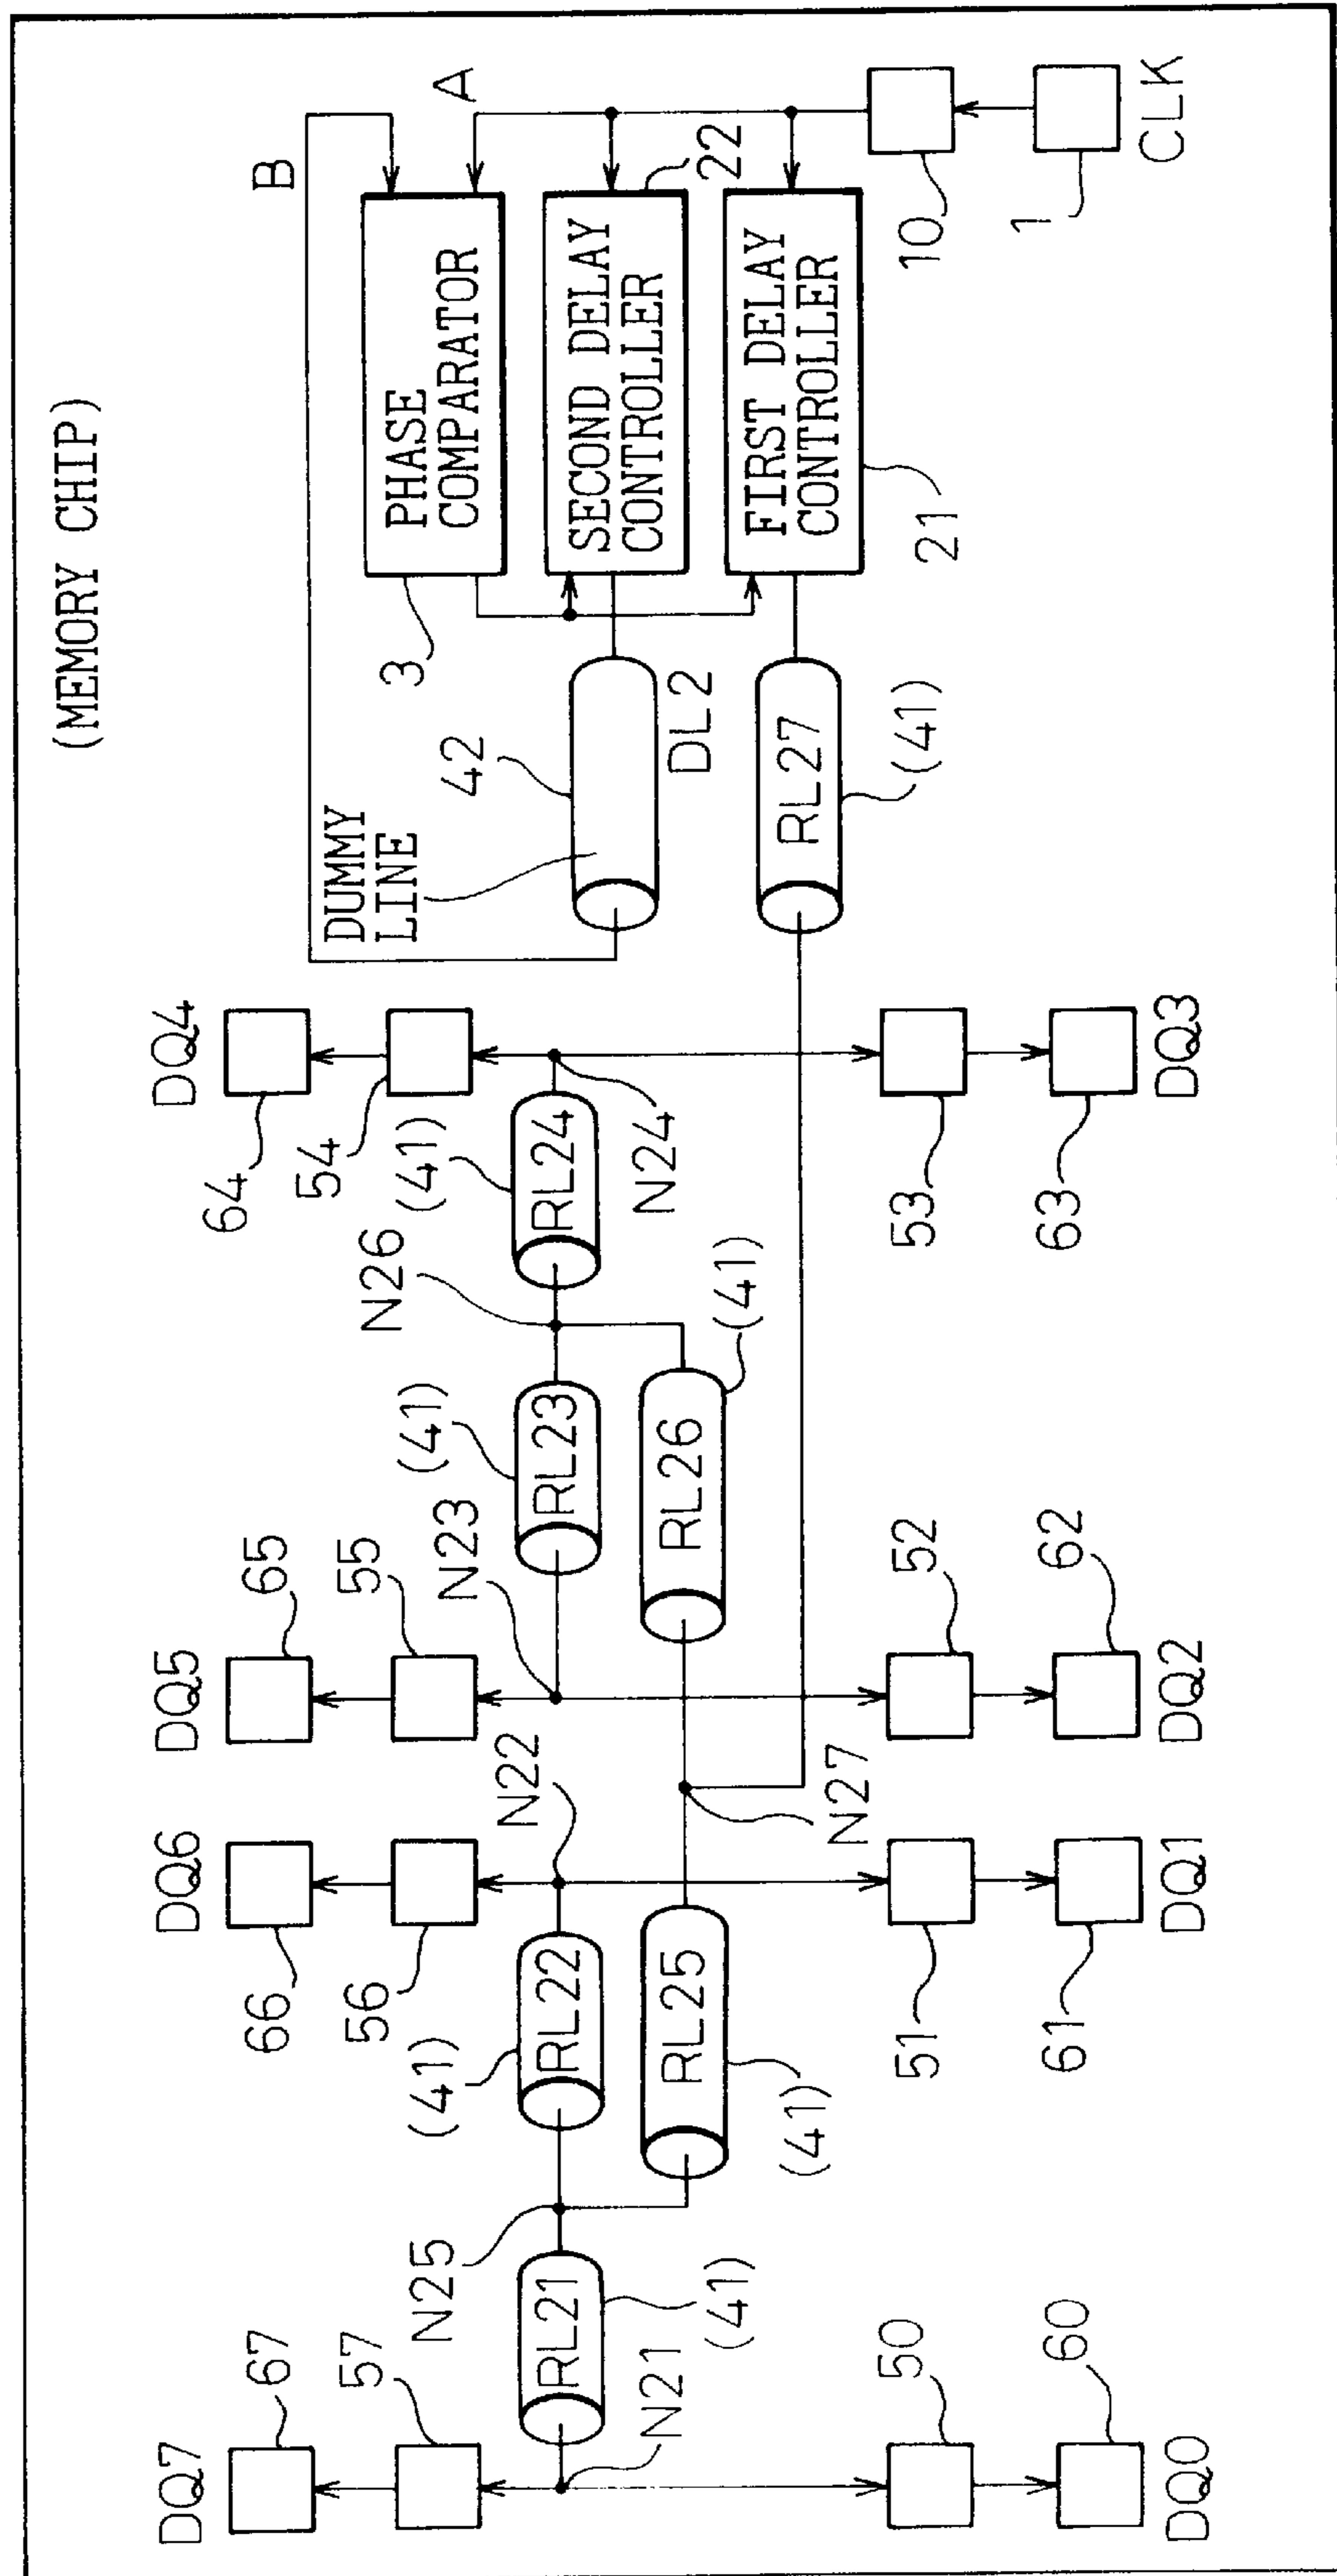 (MEMORY CHIP)
DQ7
67
57
DQ6
66
56
DQ5
65
55
DQ4
64
54
N25
N22
N23
N26
DUMMY
LINE
42
3
B
A
PHASE
COMPARATOR
RL21
(41)
RL22
(41)
RL23
(41)
RL24
(41)
DL2
SECOND DELAY
CONTROLLER
22
N21
RL25
(41)
RL26
(41)
N24
RL27
(41)
FIRST DELAY
CONTROLLER
21
N27
50
51
52
53
10
60
61
62
63
1
DQ0
DQ1
DQ2
DQ3
CLK